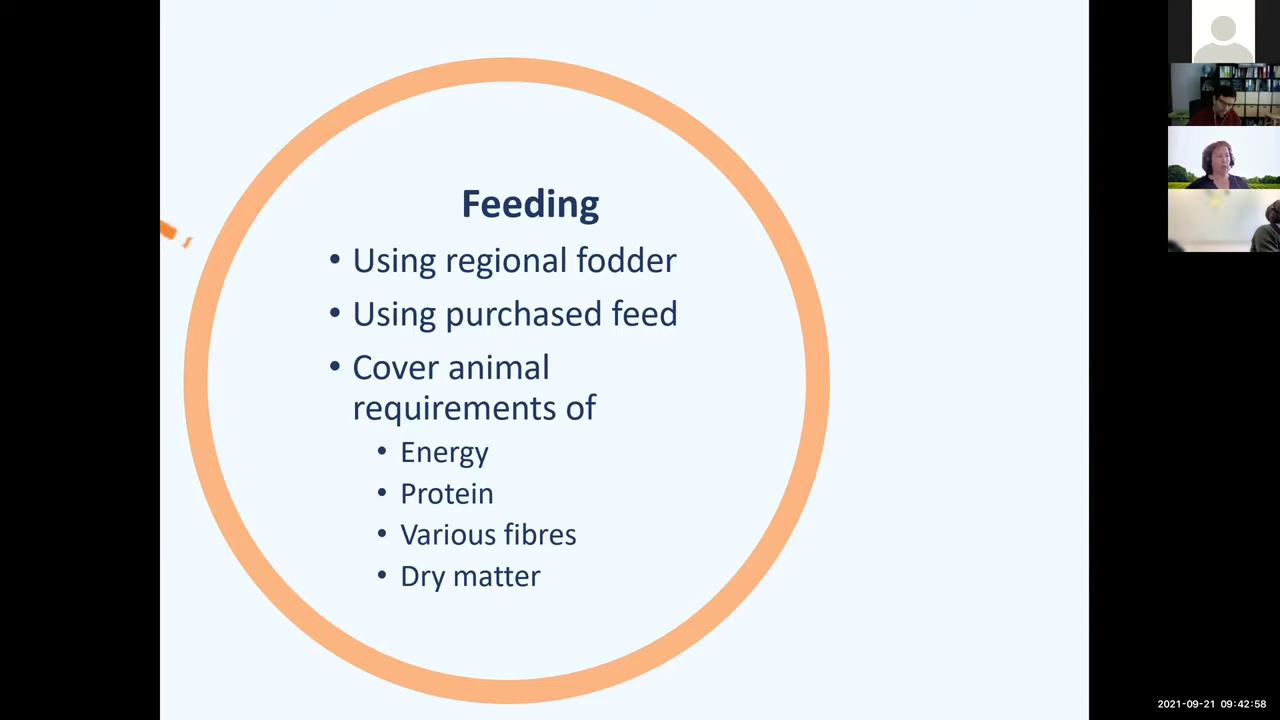 Feeding
• Using regional fodder
• Using purchased feed
• Cover animal
requirements of
• Energy
• Protein
• Various fibres
• Dry matter
2021-09-21 09:42:58